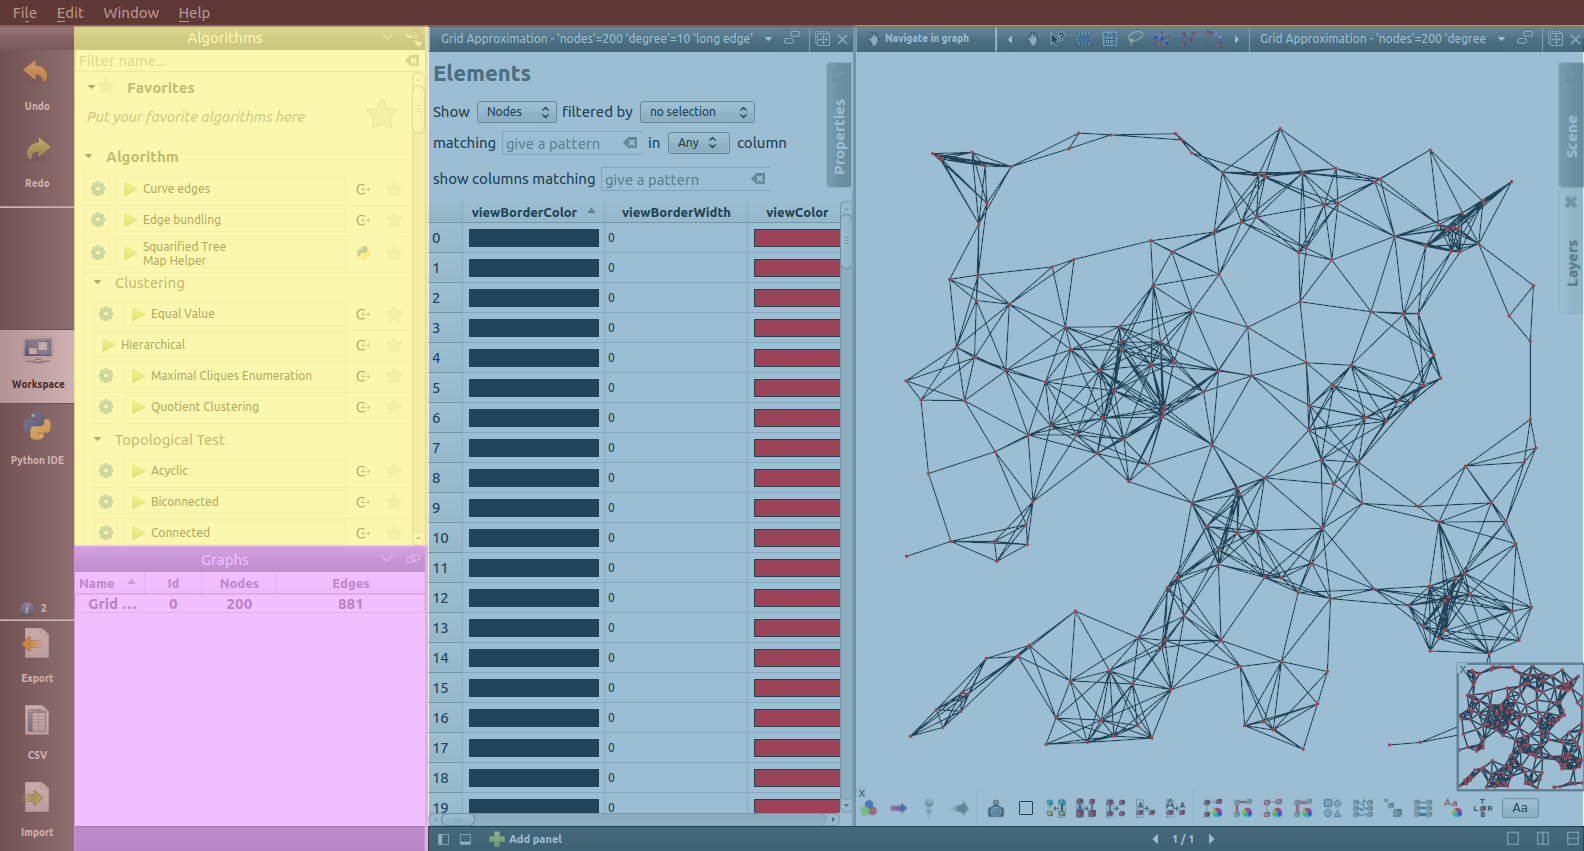 File Edit Window Help
Undo
Redo
Workspace
Python IDE
2
Export
CSV
Import
Algorithms
Filter name...
Favorites
Put your favorite algorithms here
Algorithm
Curve edges
Edge bundling
Squarified Tree
Map Helper
Clustering
Equal Value
Hierarchical
Maximal Cliques Enumeration
Quotient Clustering
Topological Test
Acyclic
Biconnected
Connected
Graphs
Name Id Nodes Edges
Grid ... 0 200 881
Grid Approximation - 'nodes'=10 'degree'=10 'long edge'
Elements
Show Nodes filtered by no selection
matching give a pattern in Any column
show columns matching give a pattern
Properties
viewBorderColor viewBorderWidth viewColor
0 0
1 0
2 0
3 0
4 0
5 0
6 0
7 0
8 0
9 0
10 0
11 0
12 0
13 0
14 0
15 0
16 0
17 0
18 0
19 0
Navigate in graph
Grid Approximation - 'nodes'=200 'degree
Scene
Layers
X
X
Aa
Add panel
1 / 1